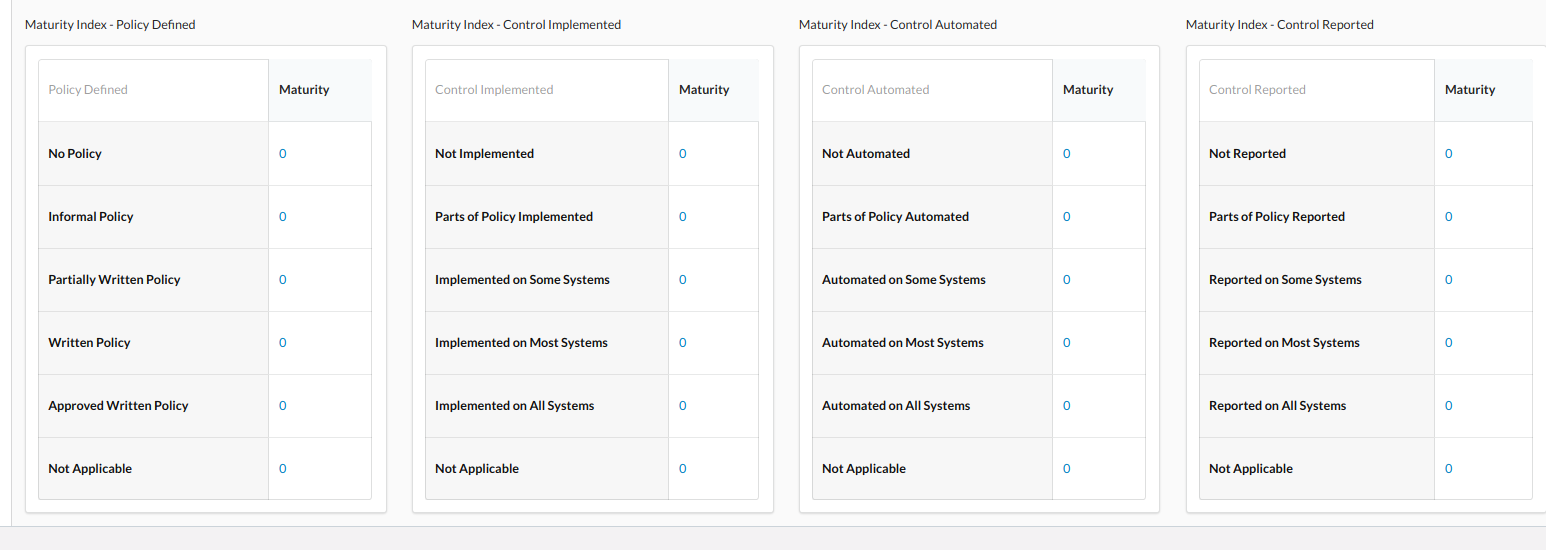 Maturity Index - Policy Defined
Policy Defined Maturity
No Policy 0
Informal Policy 0
Partially Written Policy 0
Written Policy 0
Approved Written Policy 0
Not Applicable 0
Maturity Index - Control Implemented
Control Implemented Maturity
Not Implemented 0
Parts of Policy Implemented 0
Implemented on Some Systems 0
Implemented on Most Systems 0
Implemented on All Systems 0
Not Applicable 0
Maturity Index - Control Automated
Control Automated Maturity
Not Automated 0
Parts of Policy Automated 0
Automated on Some Systems 0
Automated on Most Systems 0
Automated on All Systems 0
Not Applicable 0
Maturity Index - Control Reported
Control Reported Maturity
Not Reported 0
Parts of Policy Reported 0
Reported on Some Systems 0
Reported on Most Systems 0
Reported on All Systems 0
Not Applicable 0